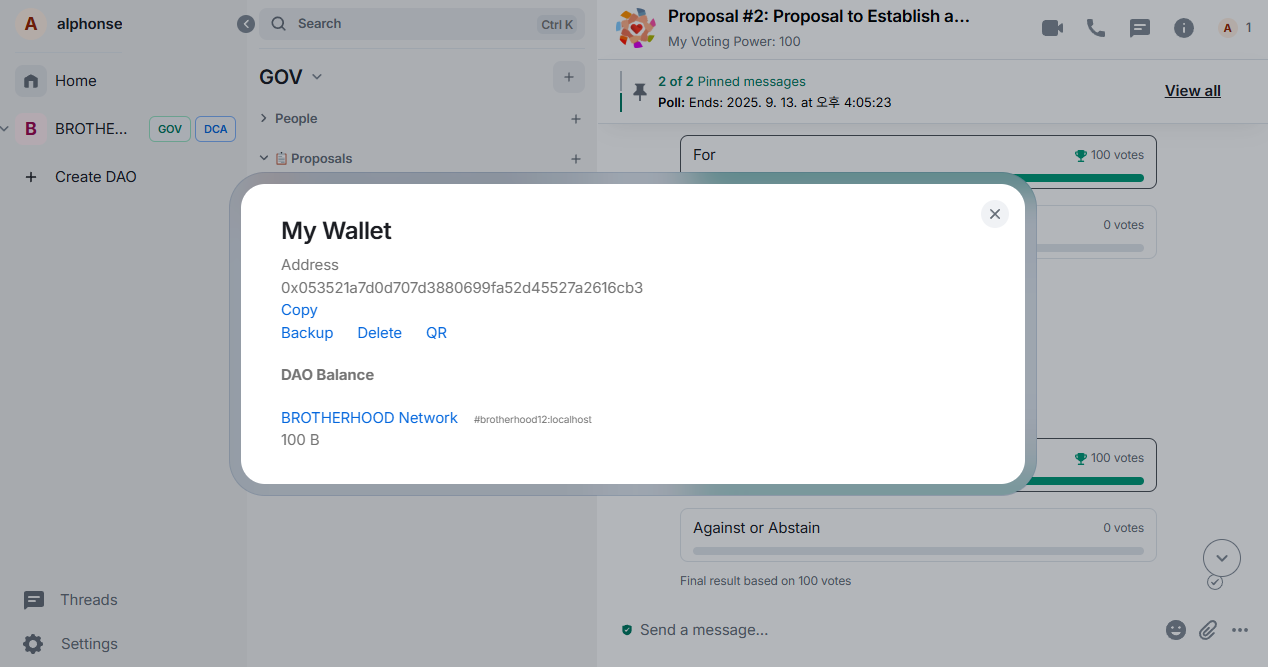 A alphonse
Home
B BROTHE... GOV DCA
Create DAO
Threads
Settings
Search Ctrl K
GOV
People
Proposals
Proposal #2: Proposal to Establish a...
My Voting Power: 100
A 1
2 of 2 Pinned messages
Poll: Ends: 2025. 9. 13. at 오후 4:05:23
View all
For 100 votes
0 votes
My Wallet
Address
0x053521a7d0d707d3880699fa52d45527a2616cb3
Copy
Backup Delete QR
DAO Balance
BROTHERHOOD Network #brotherhood12:localhost
100 B
100 votes
Against or Abstain 0 votes
Final result based on 100 votes
Send a message...